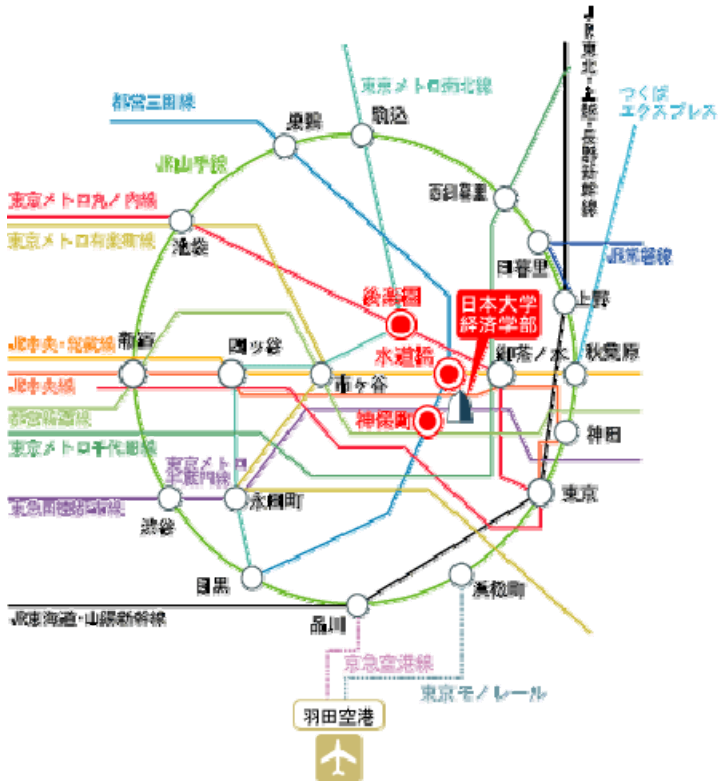 JR東北・上越・長野新幹線
東京メトロ南北線
つくば
エクスプレス
都営三田線
巣鴨
駒込
JR山手線
西日暮里
東京メトロ丸ノ内線
東京メトロ有楽町線
池袋
日暮里
JR常磐線
後楽園
日本大学
経済学部
上野
新宿
JR中央・総武線
四ッ谷
水道橋
御茶ノ水
秋葉原
JR中央線
市ケ谷
都営新宿線
神保町
神田
東京メトロ千代田線
東京メトロ
半蔵門線
東急田園都市線
永田町
東京
渋谷
目黒
浜松町
JR東海道・山陽新幹線
品川
京急空港線
東京モノレール
羽田空港